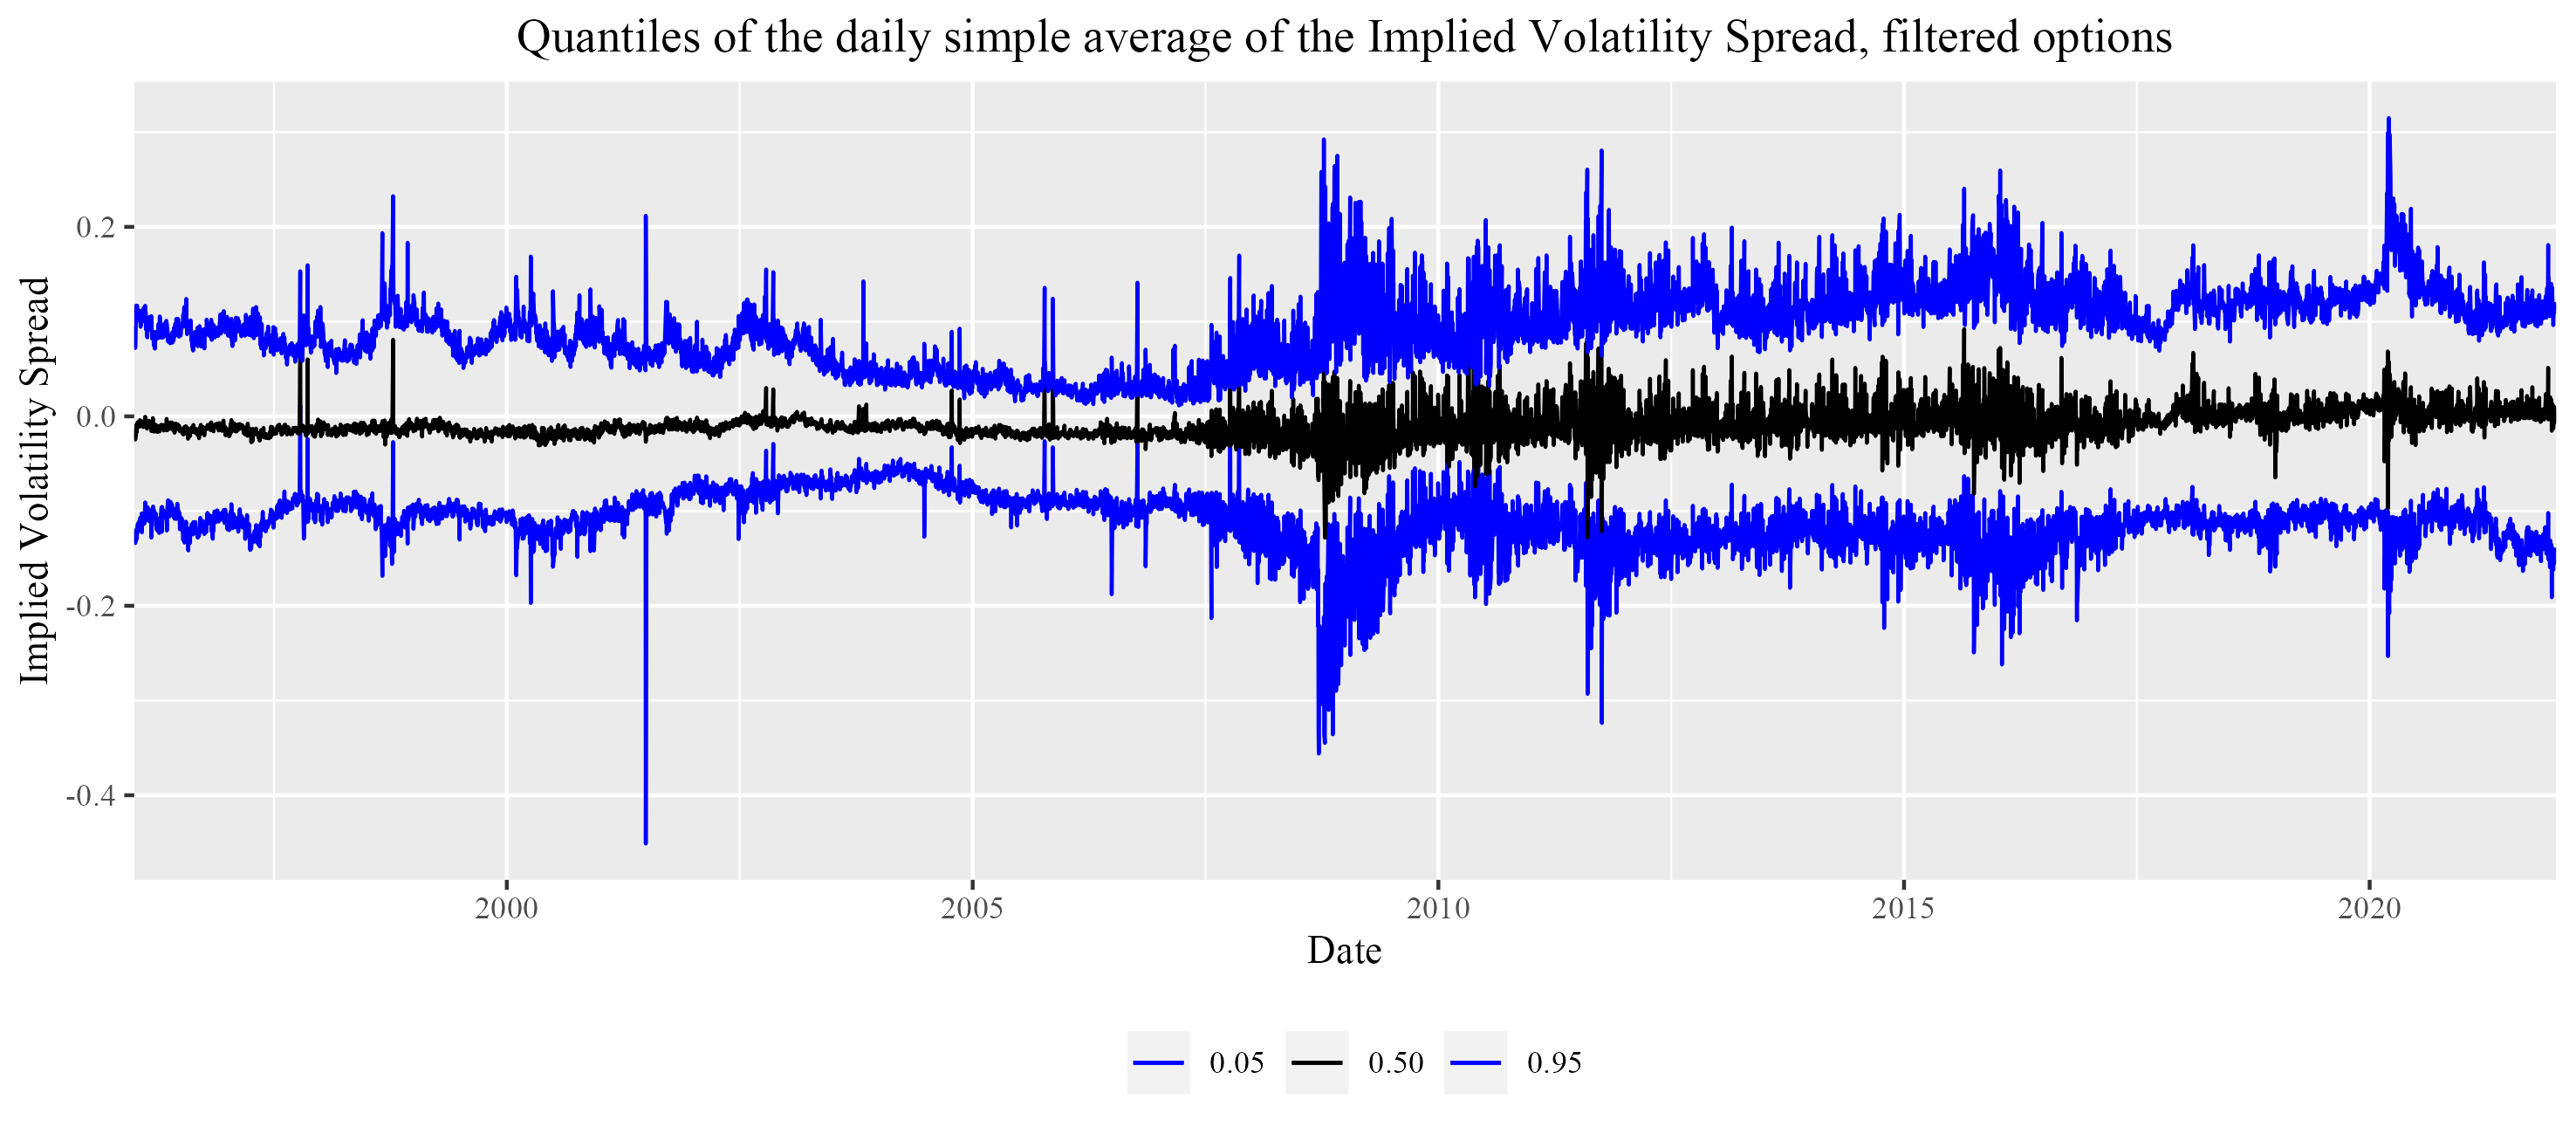 Quantiles of the daily simple average of the Implied Volatility Spread, filtered options
Implied Volatility Spread
0.2
0.0
-0.2
-0.4
2000 2005 2010 2015 2020
Date
0.05 0.50 0.95